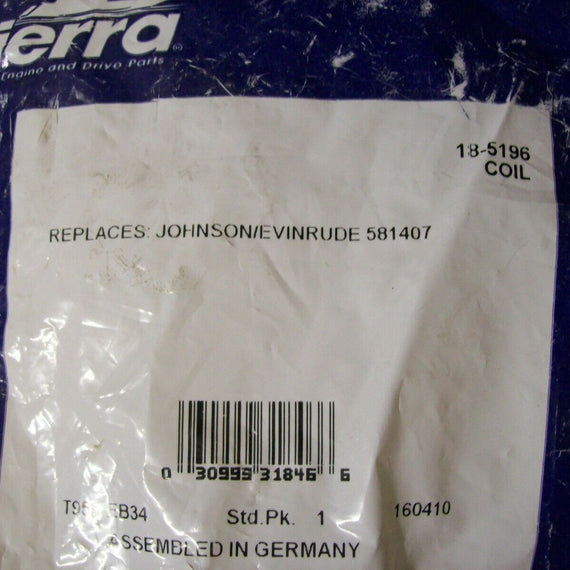 ierra®
Engine and Drive Parts
18-5196
COIL
REPLACES: JOHNSON/EVINRUDE 581407
0 30999 31846 6
EB34
Std.Pk. 1
160410
ASSEMBLED IN GERMANY